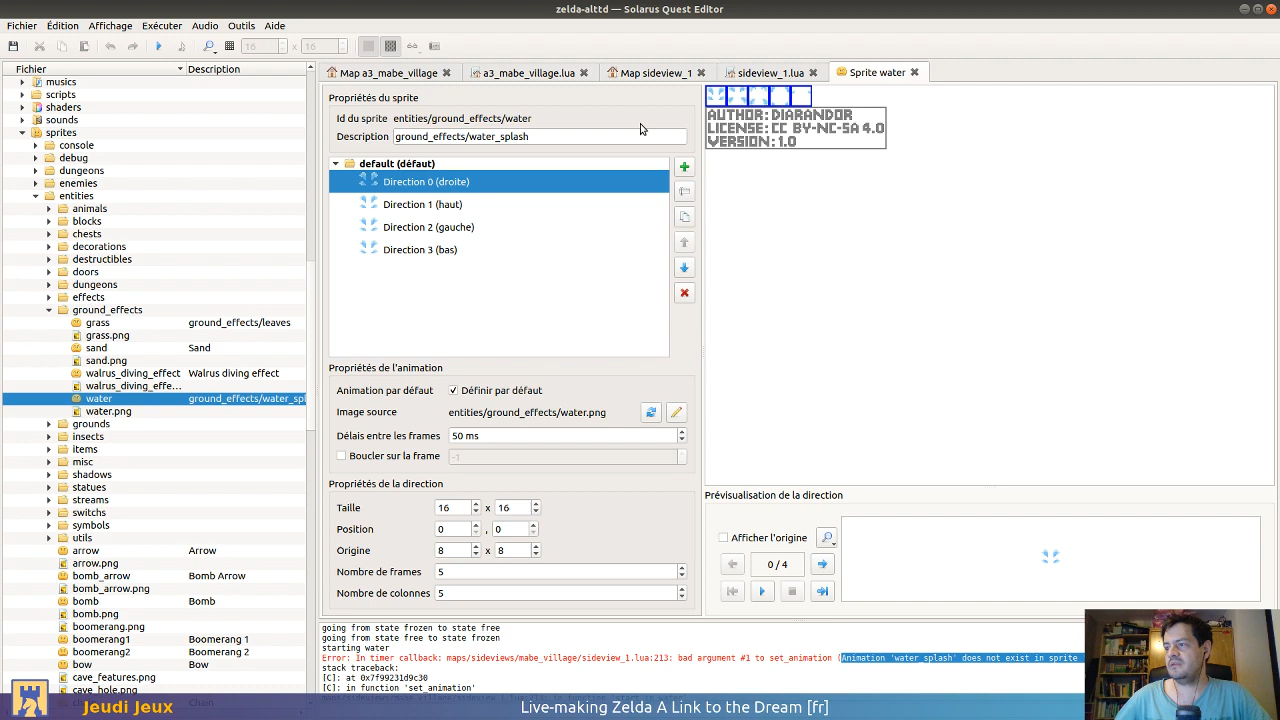 zelda-alttd - Solarus Quest Editor
Fichier Édition Affichage Exécuter Audio Outils Aide
16 x 16
Fichier Description
Map a3_mabe_village a3_mabe_village.lua Map sideview_1 sideview_1.lua Sprite water
musics
scripts
shaders
sounds
sprites
console
debug
dungeons
enemies
entities
animals
blocks
chests
decorations
destructibles
doors
dungeons
effects
ground_effects
grass ground_effects/leaves
grass.png
sand Sand
sand.png
walrus_diving_effect Walrus diving effect
walrus_diving_effe...
water ground_effects/water_spl
water.png
grounds
insects
items
misc
shadows
statues
streams
switchs
symbols
utils
arrow Arrow
arrow.png
bomb_arrow Bomb Arrow
bomb_arrow.png
bomb Bomb
bomb.png
boomerang.png
boomerang1 Boomerang 1
boomerang2 Boomerang 2
bow Bow
cave_features.png
cave_hole.png
Propriétés du sprite
Id du sprite entities/ground_effects/water
Description ground_effects/water_splash
default (défaut)
Direction 0 (droite)
Direction 1 (haut)
Direction 2 (gauche)
Direction 3 (bas)
Propriétés de l'animation
Animation par défaut Définir par défaut
Image source entities/ground_effects/water.png
Délais entre les frames 50 ms
Boucler sur la frame -1
Propriétés de la direction
Taille 16 x 16
Position 0 , 0
Origine 8 x 8
Nombre de frames 5
Nombre de colonnes 5
AUTHOR: DIARANDOR
LICENSE: CC BY-NC-SA 4.0
VERSION: 1.0
Prévisualisation de la direction
Afficher l'origine
0 / 4
going from state frozen to state free
going from state free to state frozen
starting water
Error: In timer callback: maps/sideviews/mabe_village/sideview_1.lua:213: bad argument #1 to set_animation (Animation 'water_splash' does not exist in sprite
stack traceback:
[C]: at 0x7f99231d9c30
[C]: in function 'set_animation'
Jeudi Jeux
Live-making Zelda A Link to the Dream [fr]